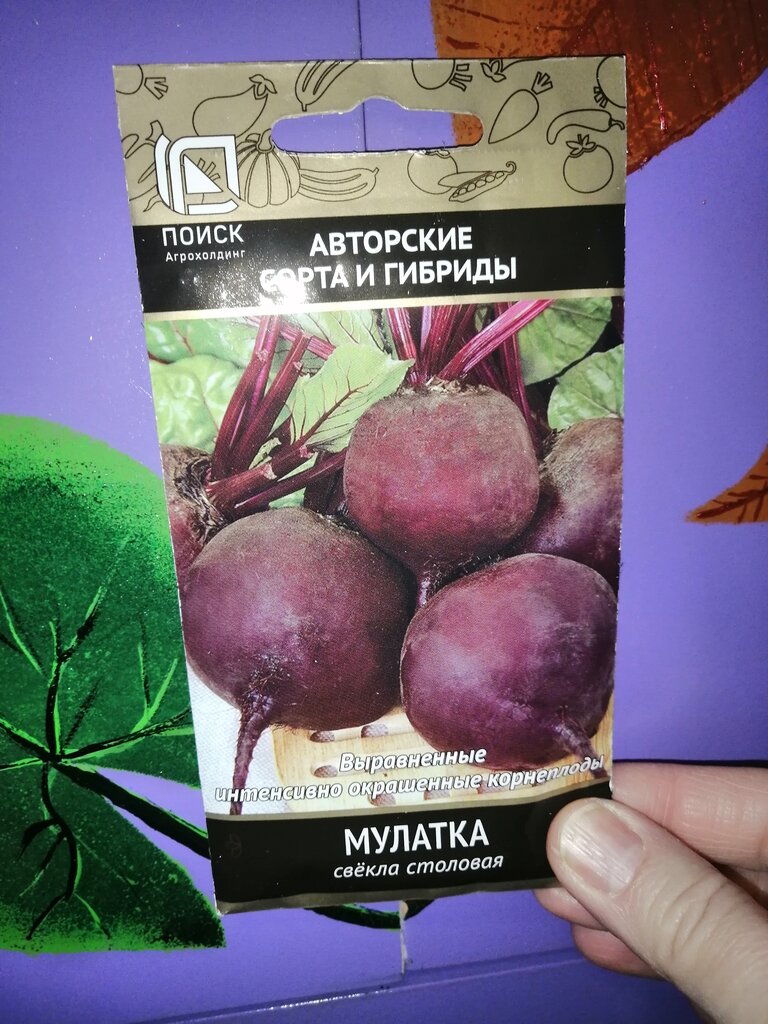 ПОИСК
Агрохолдинг
АВТОРСКИЕ
СОРТА И ГИБРИДЫ
Выравненные
интенсивно окрашенные корнеплоды
МУЛАТКА
свёкла столовая